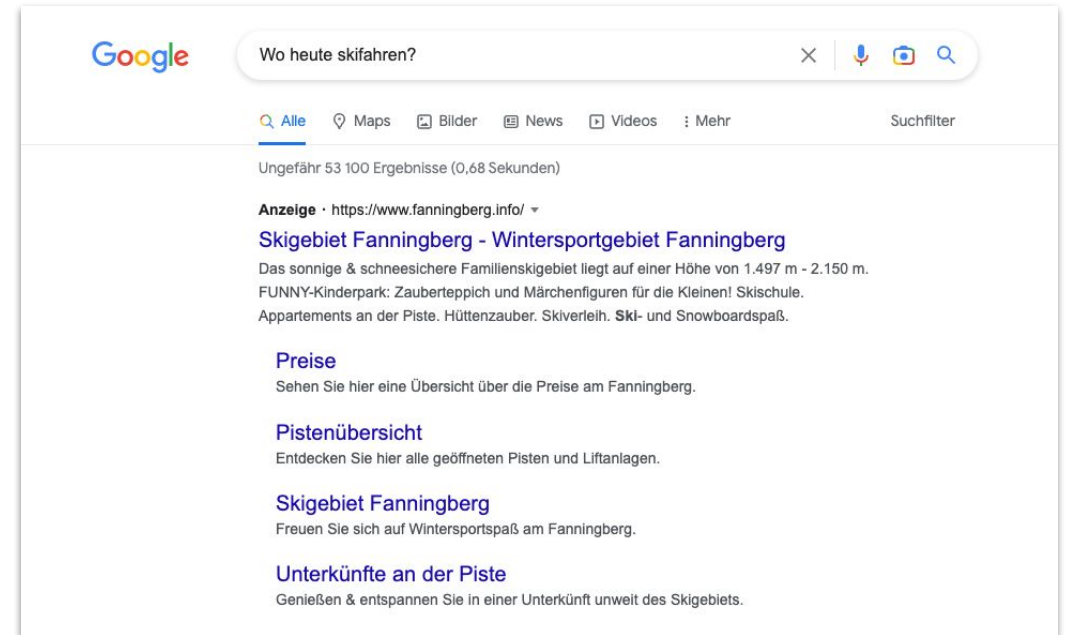 Google
Wo heute skifahren?
Alle Maps Bilder News Videos Mehr Suchfilter
Ungefähr 53 100 Ergebnisse (0,68 Sekunden)
Anzeige · https://www.fanningberg.info/
Skigebiet Fanningberg - Wintersportgebiet Fanningberg
Das sonnige & schneesichere Familienskigebiet liegt auf einer Höhe von 1.497 m - 2.150 m.
FUNNY-Kinderpark: Zauberteppich und Märchenfiguren für die Kleinen! Skischule.
Appartements an der Piste. Hüttenzauber. Skiverleih. Ski- und Snowboardspaß.
Preise
Sehen Sie hier eine Übersicht über die Preise am Fanningberg.
Pistenübersicht
Entdecken Sie hier alle geöffneten Pisten und Liftanlagen.
Skigebiet Fanningberg
Freuen Sie sich auf Wintersportspaß am Fanningberg.
Unterkünfte an der Piste
Genießen & entspannen Sie in einer Unterkünft unweit des Skigebiets.